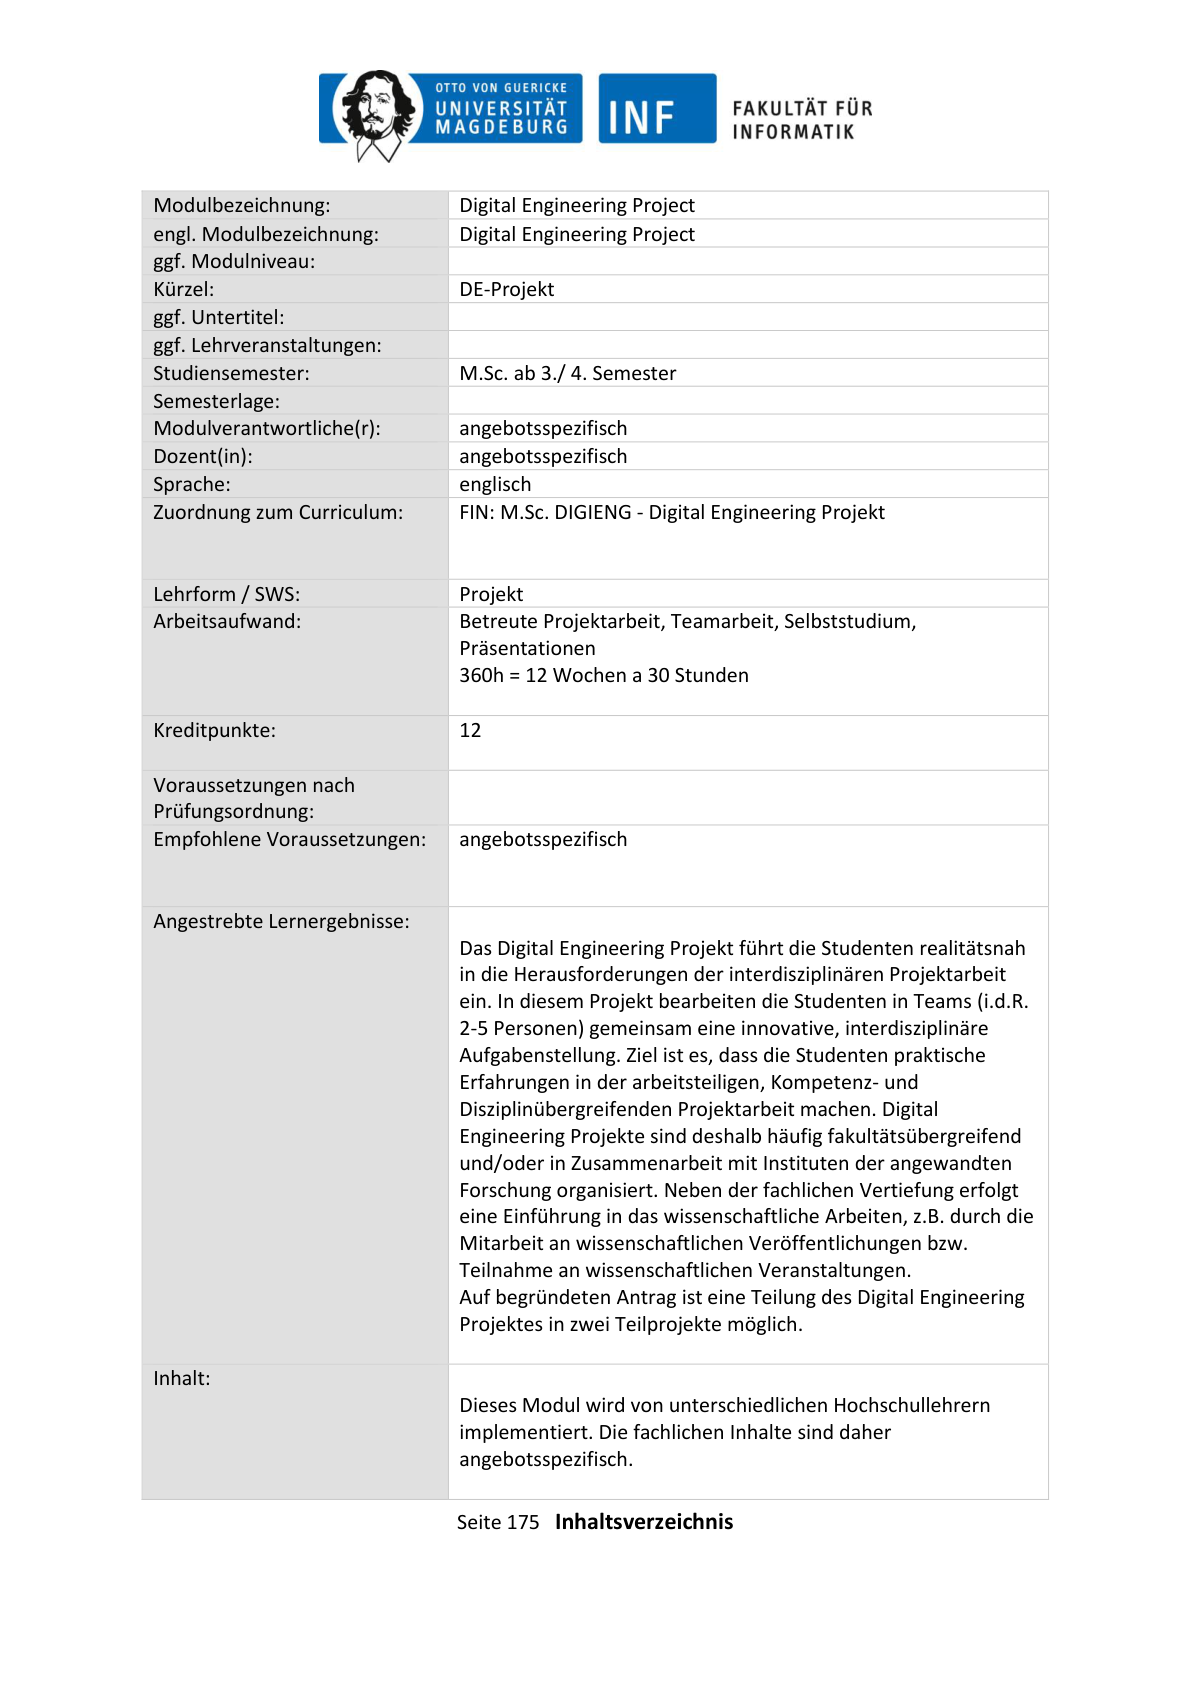 OTTO VON GUERICKE
UNIVERSITÄT
MAGDEBURG
INF
FAKULTÄT FÜR
INFORMATIK
Modulbezeichnung: Digital Engineering Project
engl. Modulbezeichnung: Digital Engineering Project
ggf. Modulniveau:
Kürzel: DE-Projekt
ggf. Untertitel:
ggf. Lehrveranstaltungen:
Studiensemester: M.Sc. ab 3./ 4. Semester
Semesterlage:
Modulverantwortliche(r): angebotsspezifisch
Dozent(in): angebotsspezifisch
Sprache: englisch
Zuordnung zum Curriculum: FIN: M.Sc. DIGIENG - Digital Engineering Projekt
Lehrform / SWS: Projekt
Arbeitsaufwand: Betreute Projektarbeit, Teamarbeit, Selbststudium,
Präsentationen
360h = 12 Wochen a 30 Stunden
Kreditpunkte: 12
Voraussetzungen nach
Prüfungsordnung:
Empfohlene Voraussetzungen: angebotsspezifisch
Angestrebte Lernergebnisse:
Das Digital Engineering Projekt führt die Studenten realitätsnah
in die Herausforderungen der interdisziplinären Projektarbeit
ein. In diesem Projekt bearbeiten die Studenten in Teams (i.d.R.
2-5 Personen) gemeinsam eine innovative, interdisziplinäre
Aufgabenstellung. Ziel ist es, dass die Studenten praktische
Erfahrungen in der arbeitsteiligen, Kompetenz- und
Disziplinübergreifenden Projektarbeit machen. Digital
Engineering Projekte sind deshalb häufig fakultätsübergreifend
und/oder in Zusammenarbeit mit Instituten der angewandten
Forschung organisiert. Neben der fachlichen Vertiefung erfolgt
eine Einführung in das wissenschaftliche Arbeiten, z.B. durch die
Mitarbeit an wissenschaftlichen Veröffentlichungen bzw.
Teilnahme an wissenschaftlichen Veranstaltungen.
Auf begründeten Antrag ist eine Teilung des Digital Engineering
Projektes in zwei Teilprojekte möglich.
Inhalt:
Dieses Modul wird von unterschiedlichen Hochschullehrern
implementiert. Die fachlichen Inhalte sind daher
angebotsspezifisch.
Seite 175 Inhaltsverzeichnis